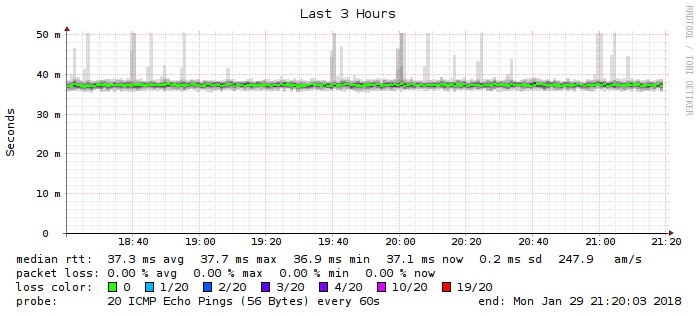 Last 3 Hours
RRDTOOL / TOBI OETIKER
Seconds
50 m
40 m
30 m
20 m
10 m
0
18:40 19:00 19:20 19:40 20:00 20:20 20:40 21:00 21:20
median rtt: 37.3 ms avg 37.7 ms max 36.9 ms min 37.1 ms now 0.2 ms sd 247.9 am/s
packet loss: 0.00 % avg 0.00 % max 0.00 % min 0.00 % now
loss color: 0 1/20 2/20 3/20 4/20 10/20 19/20
probe: 20 ICMP Echo Pings (56 Bytes) every 60s end: Mon Jan 29 21:20:03 2018